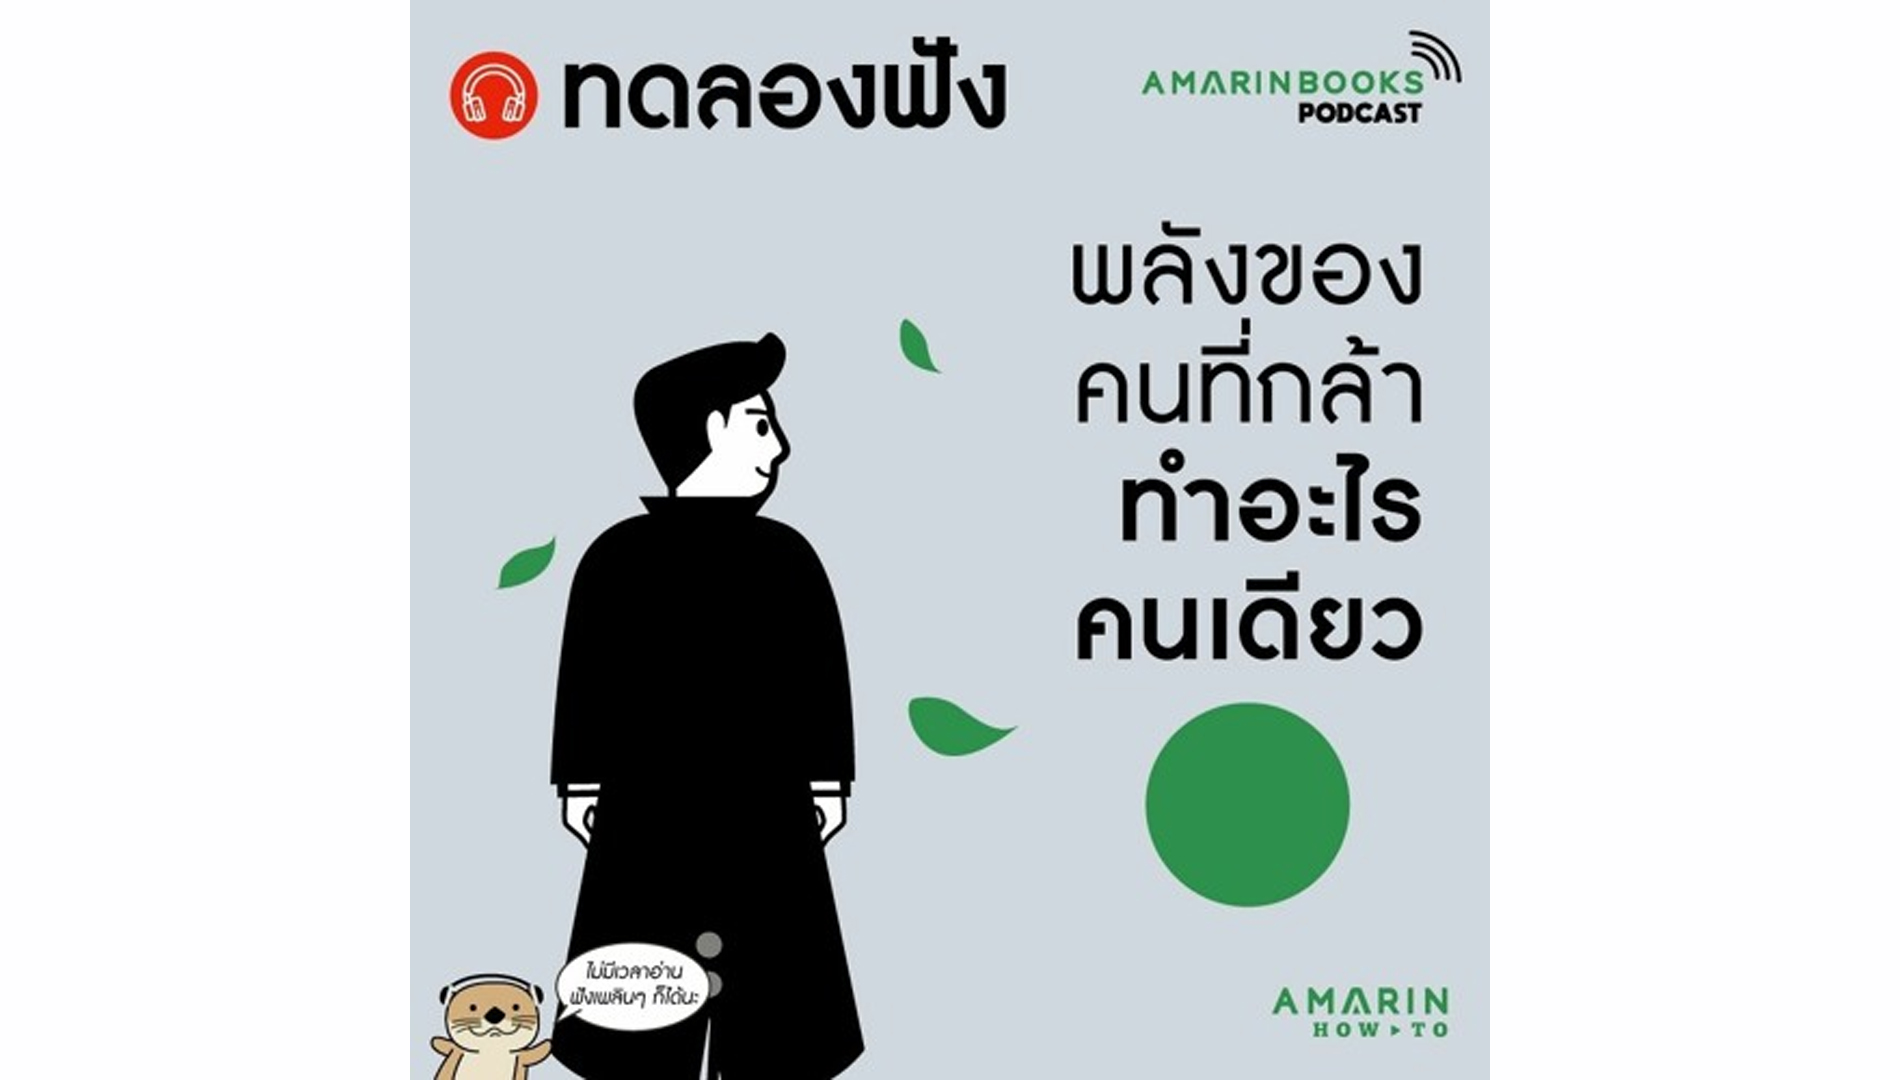 ทดลองฟัง
AMARINBOOKS
PODCAST
พลังของ
คนที่กล้า
ทำอะไร
คนเดียว
ไม่มีเวลาอ่าน
ฟังเพลินๆ ก็ได้นะ
AMARIN
HOW▸TO